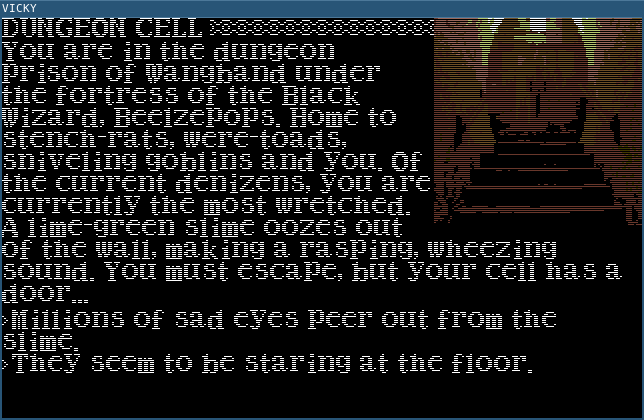 VICKY
DUNGEON CELL
You are in the dungeon
Prison of Wangband under
the fortress of the Black
Wizard, Beelzepops. Home to
stench-rats, were-toads,
sniveling goblins and you. Of
the current denizens, you are
currently the most wretched.
A lime-green slime oozes out
of the wall, making a rasping, wheezing
sound. You must escape, but your cell has a
door...
>Millions of sad eyes peer out from the
slime.
>They seem to be staring at the floor.